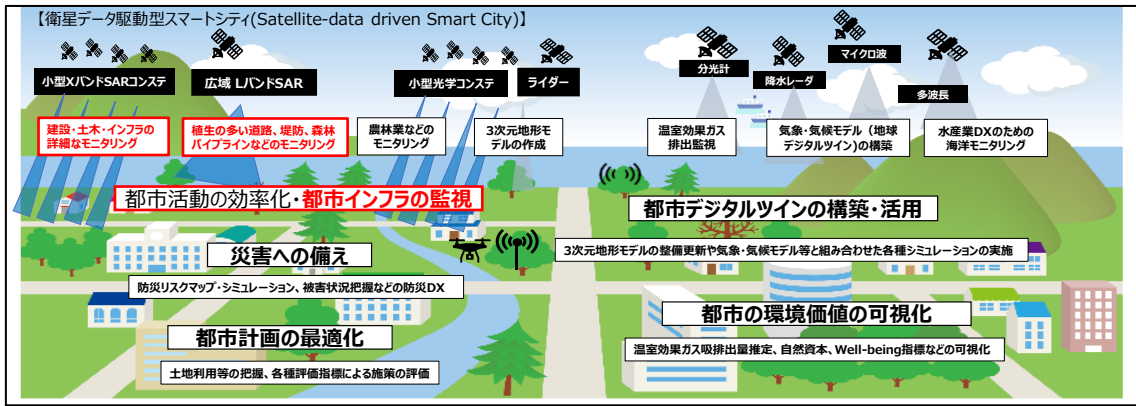 【衛星データ駆動型スマートシティ(Satellite-data driven Smart City)】
小型XバンドSARコンステ
広域 LバンドSAR
小型光学コンステ
ライダー
分光計
降水レーダ
マイクロ波
多波長
建設・土木・インフラの
詳細なモニタリング
植生の多い道路、堤防、森林
パイプラインなどのモニタリング
農林業などの
モニタリング
3次元地形モ
デルの作成
温室効果ガス
排出監視
気象・気候モデル（地球
デジタルツイン)の構築
水産業DXのための
海洋モニタリング
都市活動の効率化・都市インフラの監視
都市デジタルツインの構築・活用
3次元地形モデルの整備更新や気象・気候モデル等と組み合わせた各種シミュレーションの実施
災害への備え
防災リスクマップ・シミュレーション、被害状況把握などの防災DX
都市計画の最適化
土地利用等の把握、各種評価指標による施策の評価
都市の環境価値の可視化
温室効果ガス吸排出量推定、自然資本、Well-being指標などの可視化